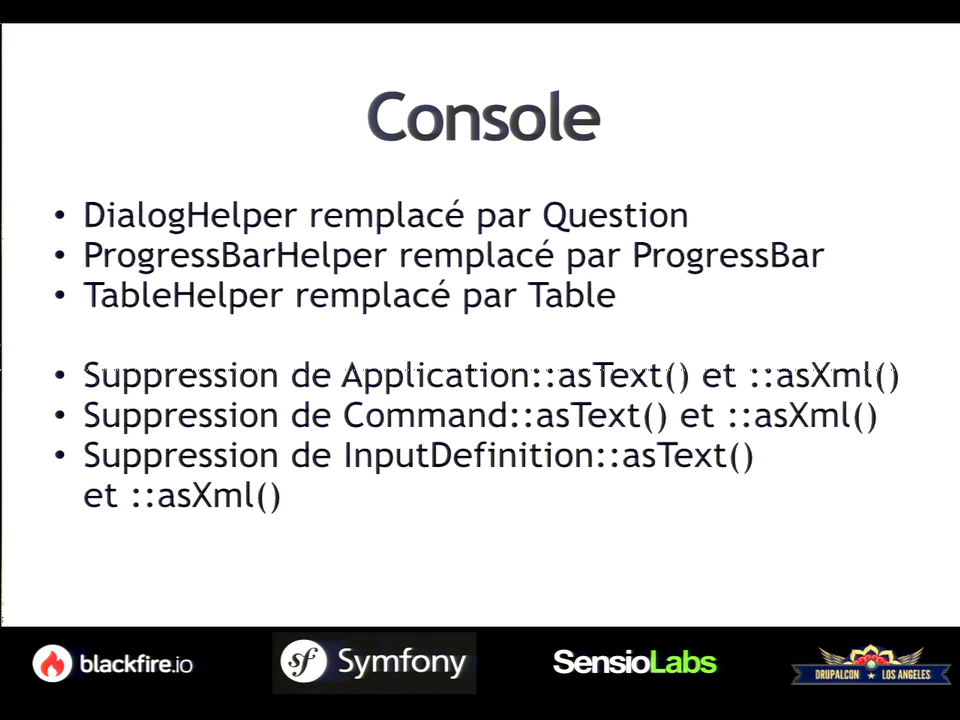 Console
• DialogHelper remplacé par Question
• ProgressBarHelper remplacé par ProgressBar
• TableHelper remplacé par Table
• Suppression de Application::asText() et ::asXml()
• Suppression de Command::asText() et ::asXml()
• Suppression de InputDefinition::asText()
et ::asXml()
blackfire.io
sf Symfony
SensioLabs
DRUPALCON ★ LOS ANGELES